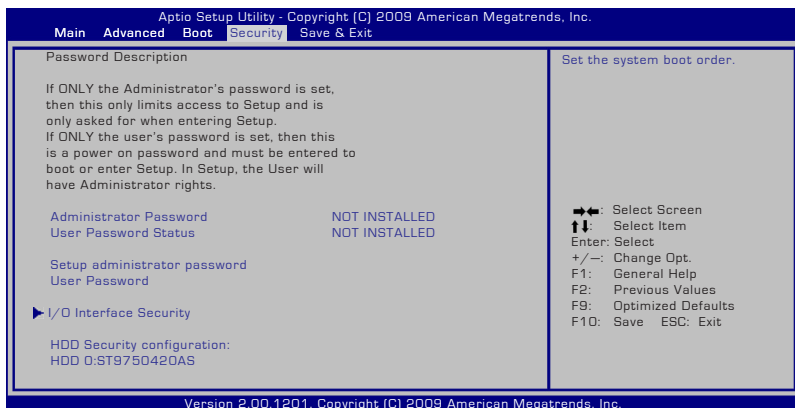 Aptio Setup Utility - Copyright (C) 2009 American Megatrends, Inc.
Main Advanced Boot Security Save & Exit
Password Description
If ONLY the Administrator's password is set,
then this only limits access to Setup and is
only asked for when entering Setup.
If ONLY the user's password is set, then this
is a power on password and must be entered to
boot or enter Setup. In Setup, the User will
have Administrator rights.
Administrator Password NOT INSTALLED
User Password Status NOT INSTALLED
Setup administrator password
User Password
I/O Interface Security
HDD Security configuration:
HDD 0:ST9750420AS
Set the system boot order.
→←: Select Screen
↑↓: Select Item
Enter: Select
+/—: Change Opt.
F1: General Help
F2: Previous Values
F9: Optimized Defaults
F10: Save ESC: Exit
Version 2.00.1201. Copyright (C) 2009 American Megatrends, Inc.